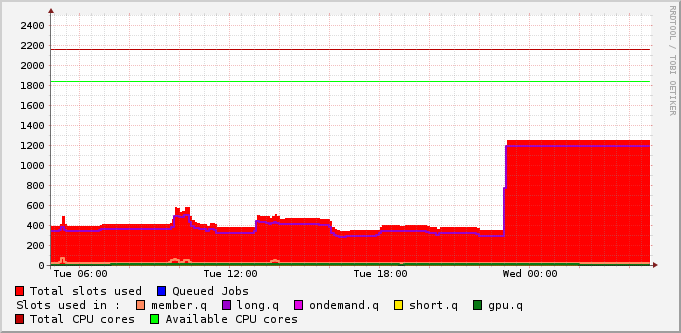 RRDTOOL / TOBI OETIKER
2400
2200
2000
1800
1600
1400
1200
1000
800
600
400
200
0
Tue 06:00 Tue 12:00 Tue 18:00 Wed 00:00
Total slots used Queued Jobs
Slots used in : member.q long.q ondemand.q short.q gpu.q
Total CPU cores Available CPU cores